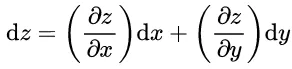 dz = (∂z/∂x)dx + (∂z/∂y)dy